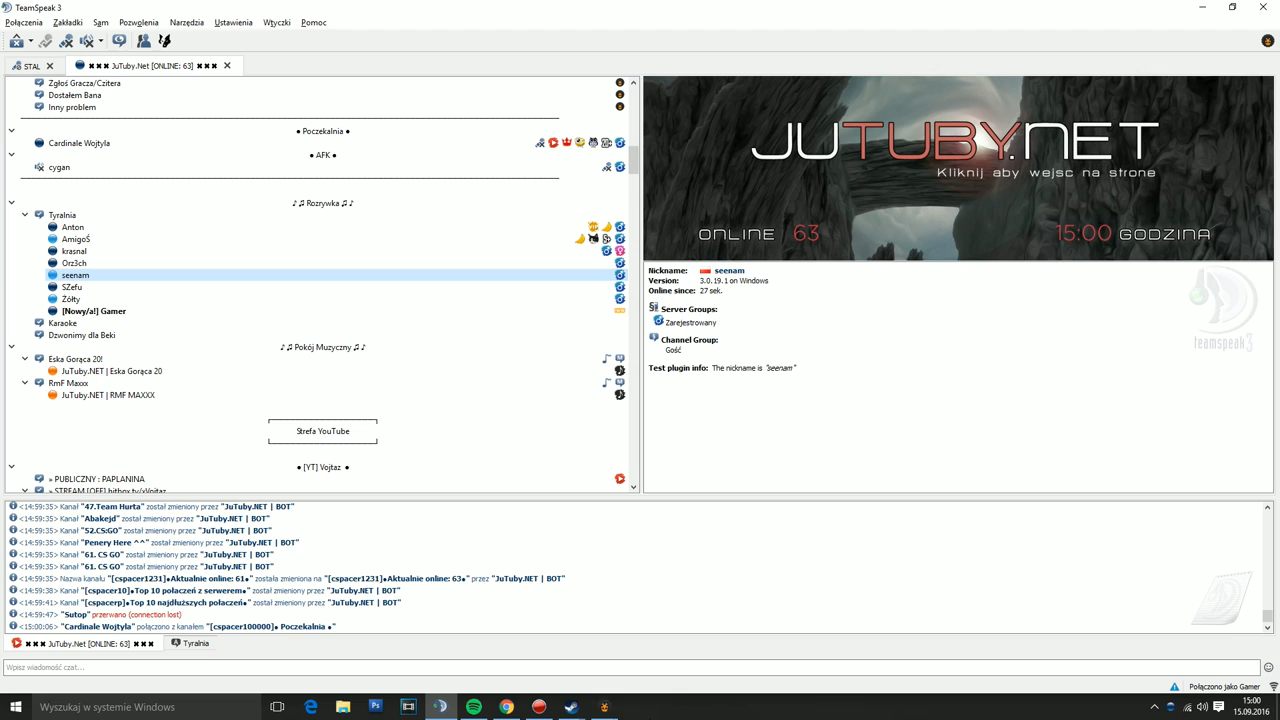 TeamSpeak 3
Połączenia Zakładki Sam Pozwolenia Narzędzia Ustawienia Wtyczki Pomoc
STAL
✖ ✖ ✖ JuTuby.Net [ONLINE: 63] ✖ ✖ ✖
Zgłoś Gracza/Czitera
Dostałem Bana
Inny problem
● Poczekalnia ●
Cardinale Wojtyla
● AFK ●
cygan
♪ ♫ Rozrywka ♫ ♪
Tyralnia
Anton
AmigoŚ
krasnal
Orz3ch
seenam
SZefu
Żółty
[Nowy/a!] Gamer
Karaoke
Dzwonimy dla Beki
♪ ♫ Pokój Muzyczny ♫ ♪
Eska Gorąca 20!
JuTuby.NET | Eska Gorąca 20
RmF Maxxx
JuTuby.NET | RMF MAXXX
Strefa YouTube
● [YT] Vojtaz ●
» PUBLICZNY : PAPLANINA
» STREAM [OFF] hitbox.tv/xVojtaz
JUTUBY.NET
Kliknij aby wejsc na strone
ONLINE 63
15:00 GODZINA
Nickname: seenam
Version: 3.0.19.1 on Windows
Online since: 27 sek.
Server Groups:
Zarejestrowany
Channel Group:
Gość
Test plugin info: The nickname is "seenam"
teamspeak3
<14:59:35> Kanał "47.Team Hurta" został zmieniony przez "JuTuby.NET | BOT"
<14:59:35> Kanał "Abakejd" został zmieniony przez "JuTuby.NET | BOT"
<14:59:35> Kanał "52.CS:GO" został zmieniony przez "JuTuby.NET | BOT"
<14:59:35> Kanał "Penery Here ^^" został zmieniony przez "JuTuby.NET | BOT"
<14:59:35> Kanał "61. CS GO" został zmieniony przez "JuTuby.NET | BOT"
<14:59:35> Kanał "61. CS GO" został zmieniony przez "JuTuby.NET | BOT"
<14:59:35> Nazwa kanału "[cspacer1231]●Aktualnie online: 61●" została zmieniona na "[cspacer1231]●Aktualnie online: 63●" przez "JuTuby.NET | BOT"
<14:59:38> Kanał "[cspacer10]●Top 10 połaczeń z serwerem●" został zmieniony przez "JuTuby.NET | BOT"
<14:59:41> Kanał "[cspacerp]●Top 10 najdłuższych połaczeń●" został zmieniony przez "JuTuby.NET | BOT"
<14:59:47> "Sutop" przerwano (connection lost)
<15:00:06> "Cardinale Wojtyla" połączono z kanałem "[cspacer100000]● Poczekalnia ●"
✖ ✖ ✖ JuTuby.Net [ONLINE: 63] ✖ ✖ ✖
Tyralnia
Wpisz wiadomość czat...
Połączono jako Gamer
Wyszukaj w systemie Windows
15:00
15.09.2016